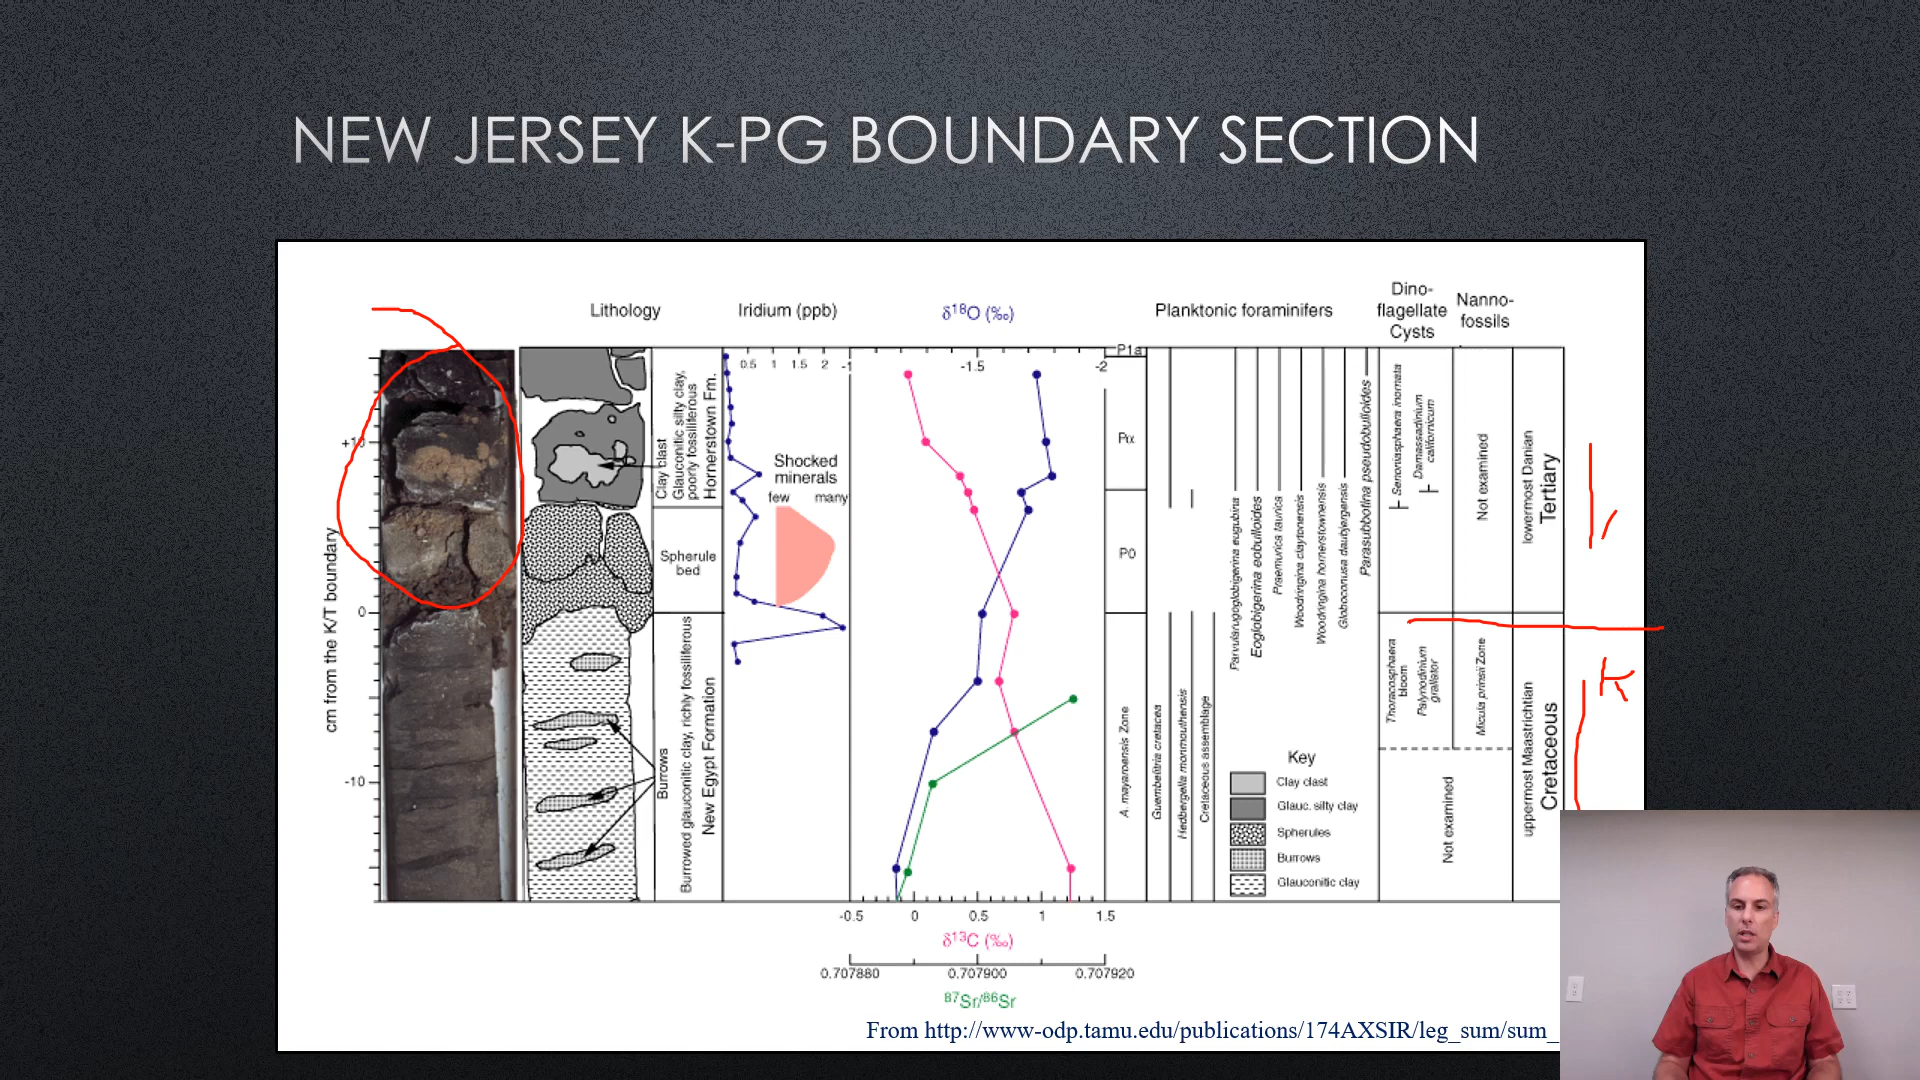 NEW JERSEY K-PG BOUNDARY SECTION
Lithology
Iridium (ppb)
δ18O (‰)
Planktonic foraminifers
Dino-
flagellate
Cysts
Nanno-
fossils
0.5 1 1.5 2 -1
-1.5
-2
P1a
Pα
P0
A. mayaroensis Zone
cm from the K/T boundary
+10
0
-10
Clay clast
Glauconitic silty clay,
poorly fossiliferous
Hornerstown Fm.
Spherule
bed
Burrows
Burrowed glauconitic clay, richly fossiliferous
New Egypt Formation
Shocked
minerals
few many
Guembelitria cretacea
Hedbergella monmouthensis
Cretaceous assemblage
Parvularugoglobigerina eugubina
Eoglobigerina eobulloides
Praemurica taurica
Woodringina claytonensis
Woodringina hornerstownensis
Globoconusa daubjergensis
Parasubbotina pseudobulloides
Senoniasphaera inornata
Damassadinium
californicum
Thoracosphaera
bloom
Palynodinium
grallator
Not examined
Micula prinsii Zone
Not examined
lowermost Danian
Tertiary
uppermost Maastrichtian
Cretaceous
K
Key
Clay clast
Glauc. silty clay
Spherules
Burrows
Glauconitic clay
-0.5 0 0.5 1 1.5
δ13C (‰)
0.707880 0.707900 0.707920
87Sr/86Sr
From http://www-odp.tamu.edu/publications/174AXSIR/leg_sum/sum_